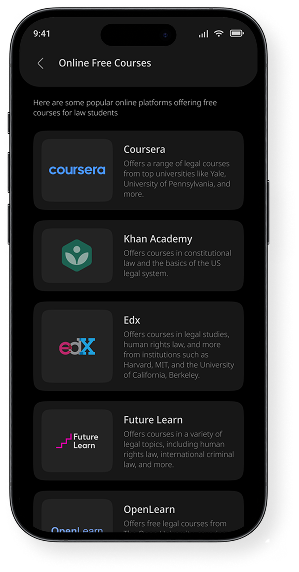 9:41
Online Free Courses
Here are some popular online platforms offering free
courses for law students
coursera
Coursera
Offers a range of legal courses
from top universities like Yale,
University of Pennsylvania, and
more.
Khan Academy
Offers courses in constitutional
law and the basics of the US
legal system.
edX
Edx
Offers courses in legal studies,
human rights law, and more
from institutions such as
Harvard, MIT, and the University
of California, Berkeley.
Future
Learn
Future Learn
Offers courses in a variety of
legal topics, including human
rights law, international criminal
law, and more.
OpenLearn
OpenLearn
Offers free legal courses from